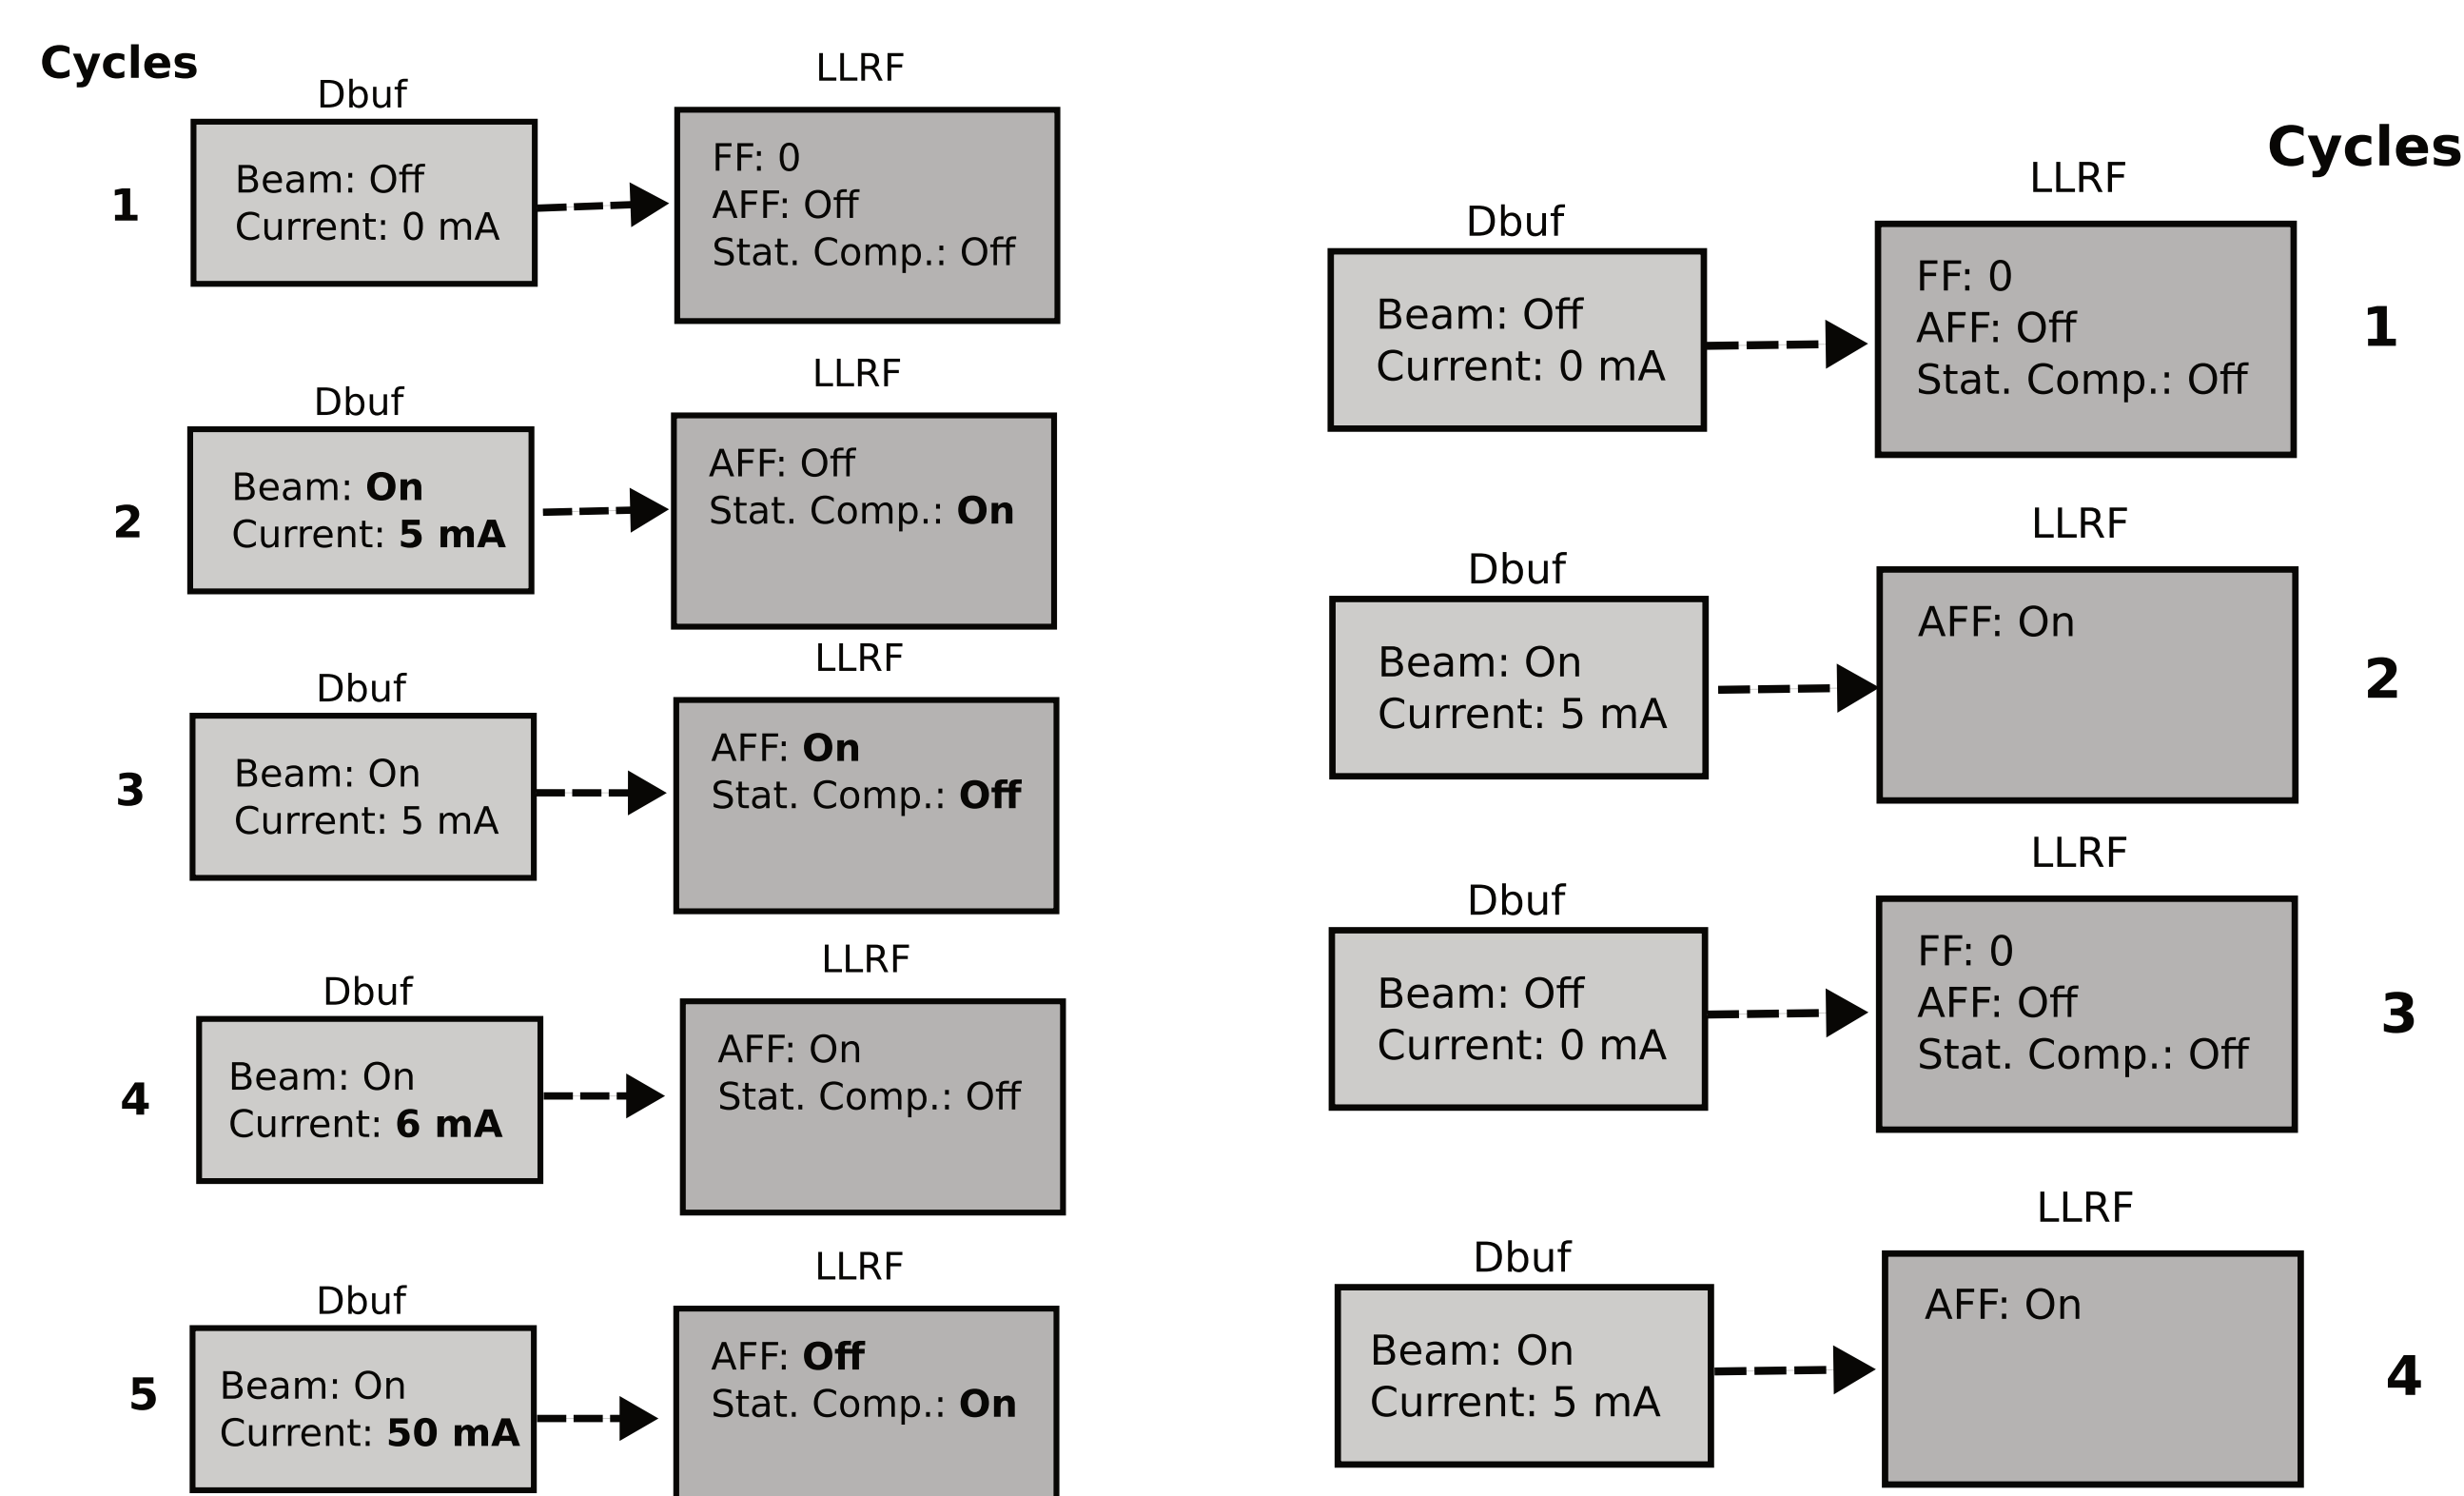 Cycles
Dbuf
LLRF
1
Beam: Off
Current: 0 mA
FF: 0
AFF: Off
Stat. Comp.: Off
Dbuf
LLRF
2
Beam: On
Current: 5 mA
AFF: Off
Stat. Comp.: On
Dbuf
LLRF
3
Beam: On
Current: 5 mA
AFF: On
Stat. Comp.: Off
Dbuf
LLRF
4
Beam: On
Current: 6 mA
AFF: On
Stat. Comp.: Off
Dbuf
LLRF
5
Beam: On
Current: 50 mA
AFF: Off
Stat. Comp.: On
Cycles
Dbuf
LLRF
Beam: Off
Current: 0 mA
FF: 0
AFF: Off
Stat. Comp.: Off
1
Dbuf
LLRF
Beam: On
Current: 5 mA
AFF: On
2
Dbuf
LLRF
Beam: Off
Current: 0 mA
FF: 0
AFF: Off
Stat. Comp.: Off
3
Dbuf
LLRF
Beam: On
Current: 5 mA
AFF: On
4